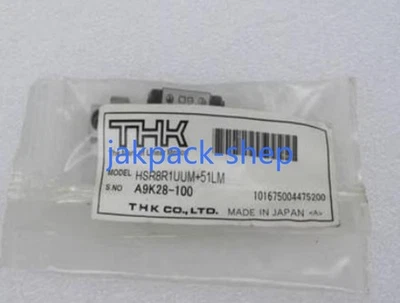 THK
jakpack-shep
MODEL HSR8R1UUM+51LM
S.NO A9K28-100
101675004475200
THK CO., LTD. MADE IN JAPAN <A>